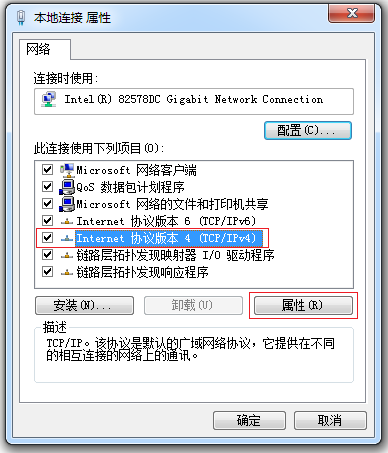 本地连接 属性
网络
连接时使用:
Intel(R) 82578DC Gigabit Network Connection
配置(C)...
此连接使用下列项目(O):
Microsoft 网络客户端
QoS 数据包计划程序
Microsoft 网络的文件和打印机共享
Internet 协议版本 6 (TCP/IPv6)
Internet 协议版本 4 (TCP/IPv4)
链路层拓扑发现映射器 I/O 驱动程序
链路层拓扑发现响应程序
安装(N)... 卸载(U) 属性(R)
描述
TCP/IP。该协议是默认的广域网络协议，它提供在不同
的相互连接的网络上的通讯。
确定 取消